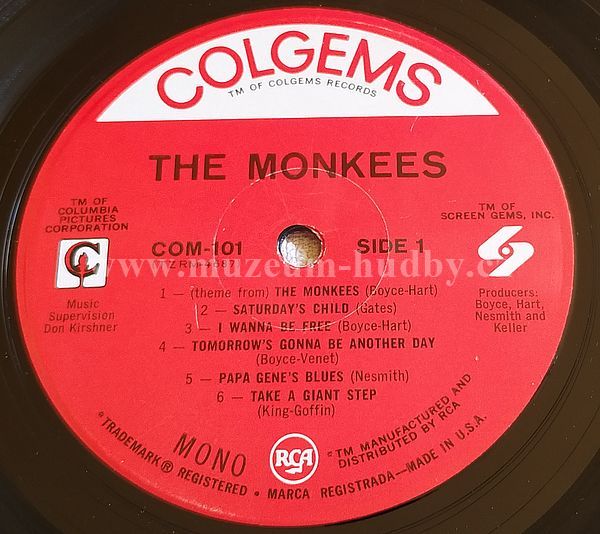 COLGEMS
TM OF COLGEMS RECORDS
THE MONKEES
TM OF
COLUMBIA
PICTURES
CORPORATION
TM OF
SCREEN GEMS, INC.
COM-101
SIDE 1
Music
Supervision
Don Kirshner
Producers:
Boyce, Hart,
Nesmith and
Keller
1 — (theme from) THE MONKEES (Boyce-Hart)
2 — SATURDAY'S CHILD (Gates)
3 — I WANNA BE FREE (Boyce-Hart)
4 — TOMORROW'S GONNA BE ANOTHER DAY
(Boyce-Venet)
5 — PAPA GENE'S BLUES (Nesmith)
6 — TAKE A GIANT STEP
(King-Goffin)
MONO
RCA
*TM MANUFACTURED AND
DISTRIBUTED BY RCA
*TRADEMARK ® REGISTERED • MARCA REGISTRADA—MADE IN U.S.A.